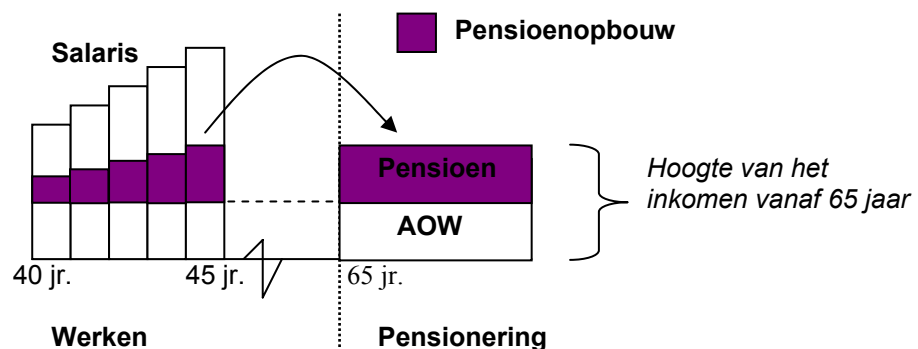 Pensioenopbouw
Salaris
Pensioen
AOW
Hoogte van het
inkomen vanaf 65 jaar
40 jr.
45 jr.
65 jr.
Werken
Pensionering